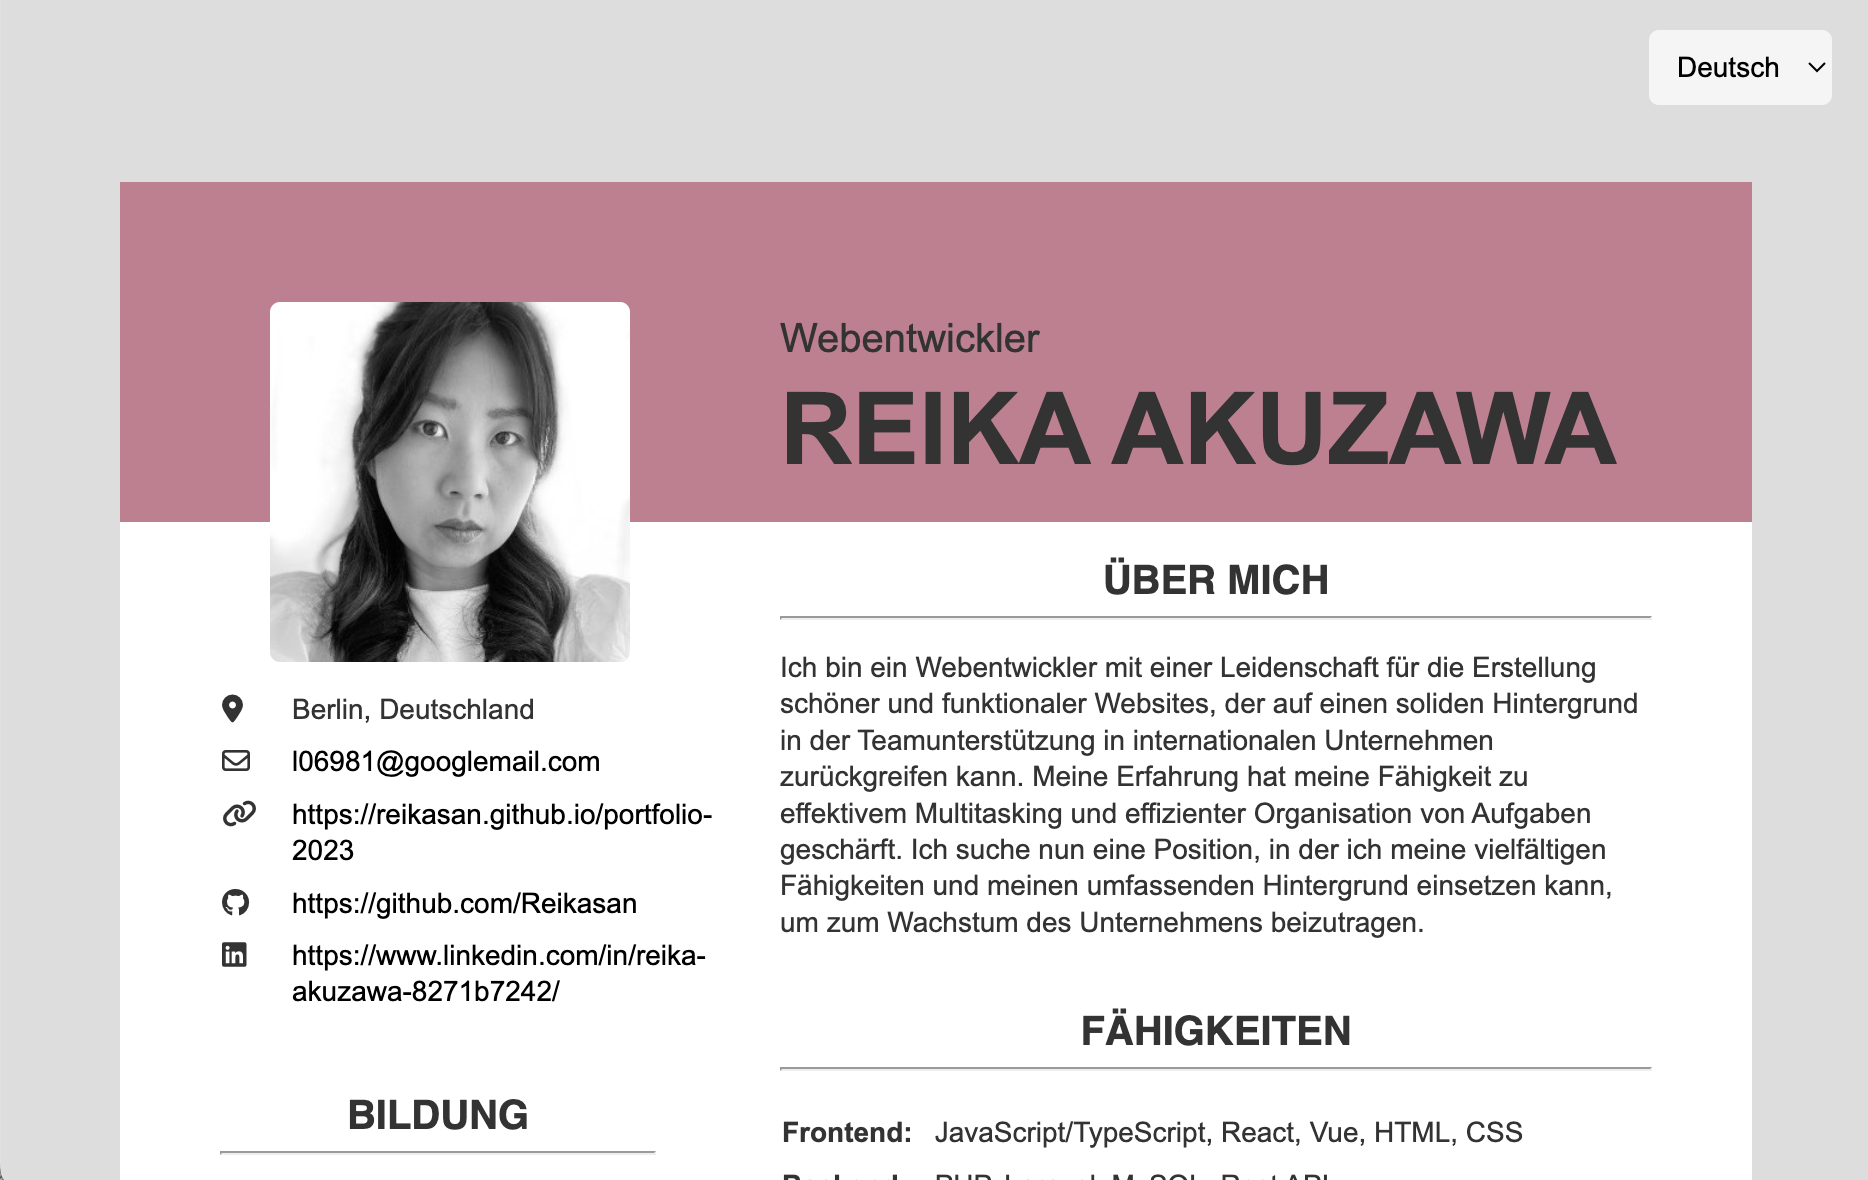 Deutsch
Webentwickler
REIKA AKUZAWA
Berlin, Deutschland
l06981@googlemail.com
https://reikasan.github.io/portfolio-
2023
https://github.com/Reikasan
https://www.linkedin.com/in/reika-
akuzawa-8271b7242/
BILDUNG
ÜBER MICH
Ich bin ein Webentwickler mit einer Leidenschaft für die Erstellung
schöner und funktionaler Websites, der auf einen soliden Hintergrund
in der Teamunterstützung in internationalen Unternehmen
zurückgreifen kann. Meine Erfahrung hat meine Fähigkeit zu
effektivem Multitasking und effizienter Organisation von Aufgaben
geschärft. Ich suche nun eine Position, in der ich meine vielfältigen
Fähigkeiten und meinen umfassenden Hintergrund einsetzen kann,
um zum Wachstum des Unternehmens beizutragen.
FÄHIGKEITEN
Frontend: JavaScript/TypeScript, React, Vue, HTML, CSS